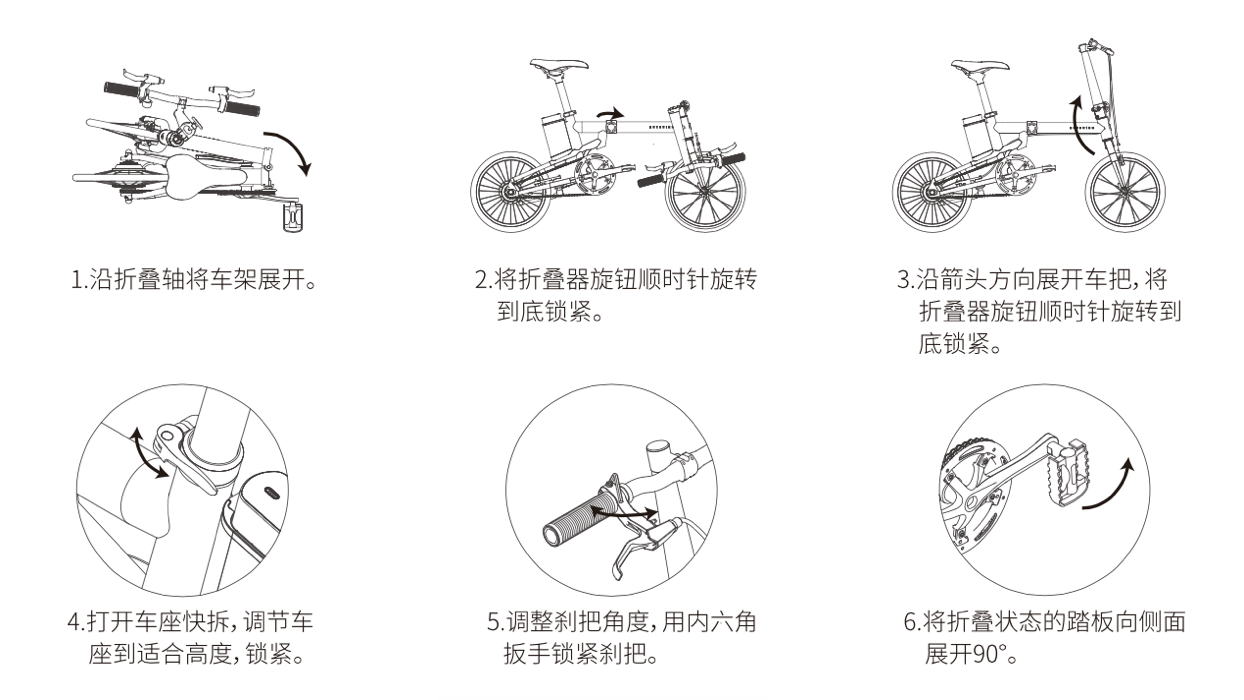 1.沿折叠轴将车架展开。
2.将折叠器旋钮顺时针旋转
到底锁紧。
3.沿箭头方向展开车把,将
折叠器旋钮顺时针旋转到
底锁紧。
4.打开车座快拆,调节车
座到适合高度,锁紧。
5.调整刹把角度,用内六角
扳手锁紧刹把。
6.将折叠状态的踏板向侧面
展开90°。